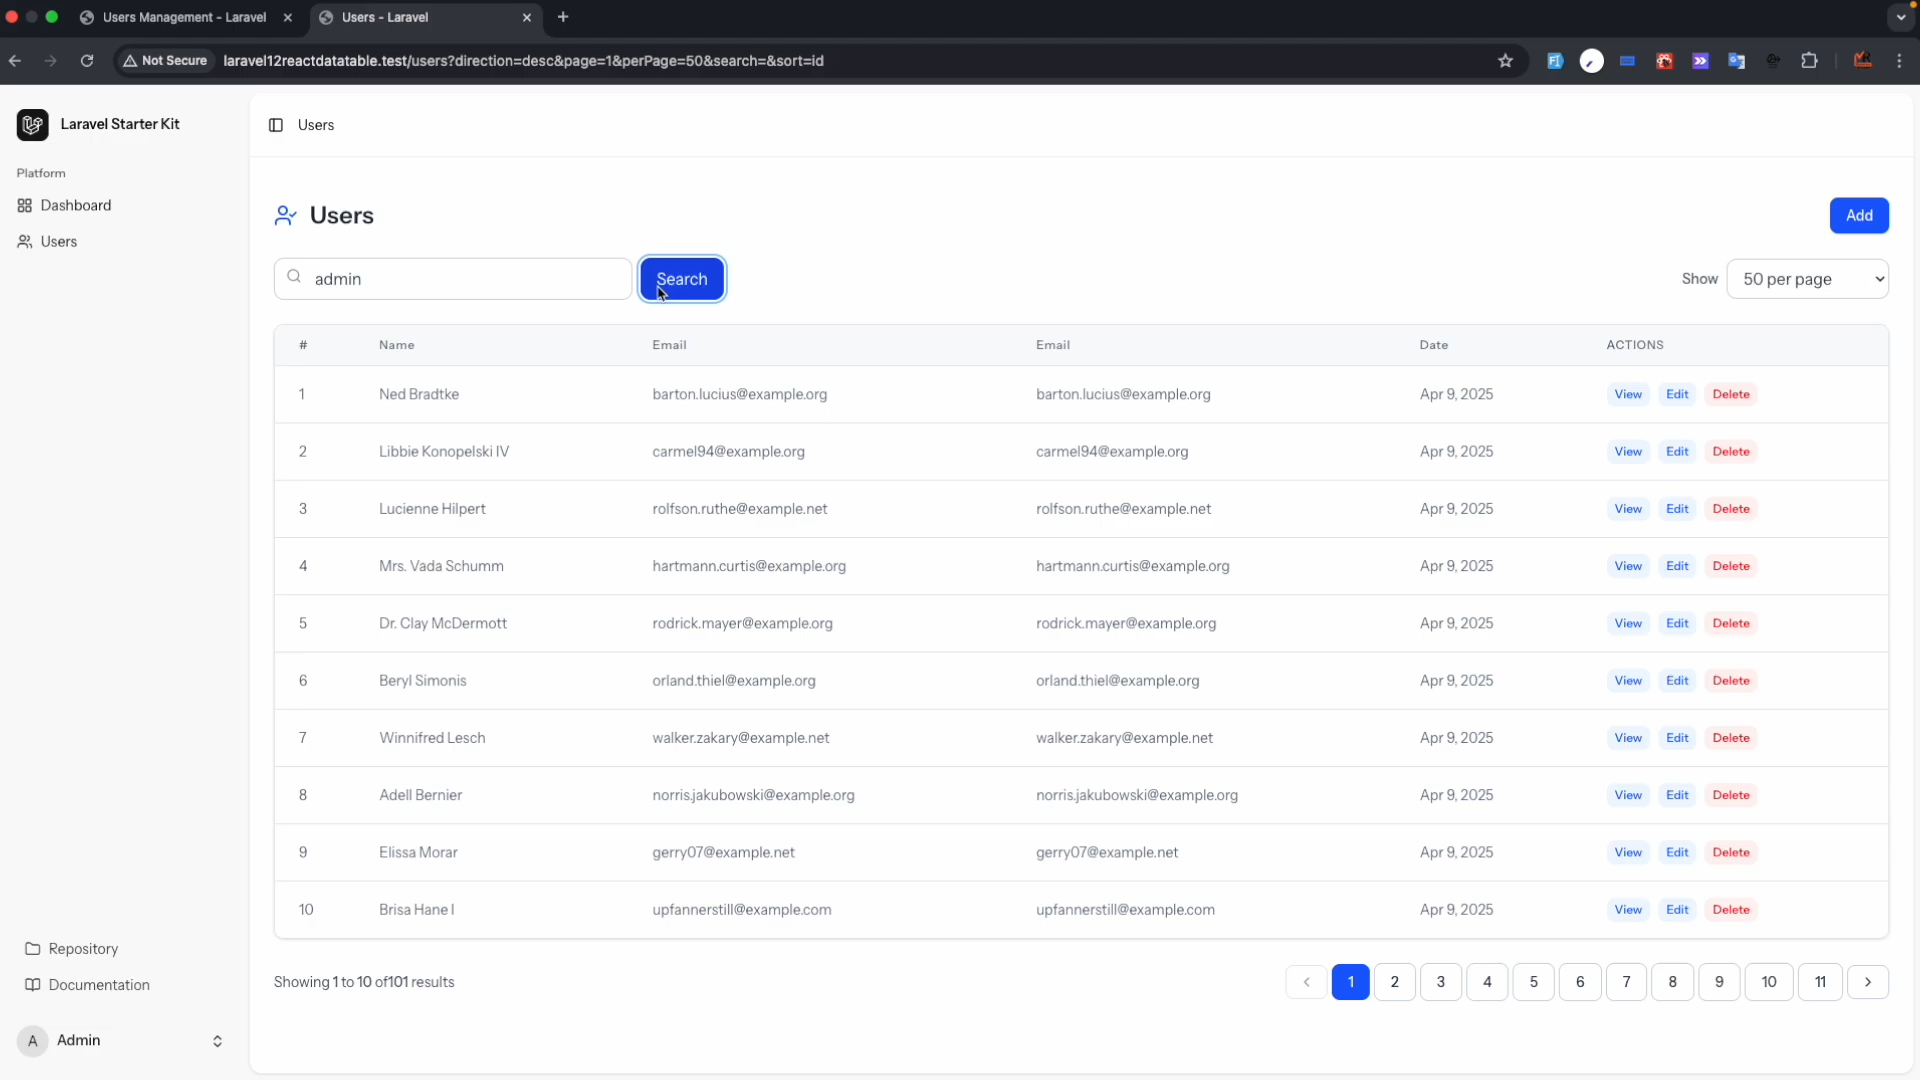 Users Management - Laravel
Users - Laravel
Not Secure
laravel12reactdatatable.test/users?direction=desc&page=1&perPage=50&search=&sort=id
Laravel Starter Kit
Users
Platform
Dashboard
Users
Users
Add
admin
Search
Show
50 per page
# Name Email Email Date ACTIONS
1 Ned Bradtke barton.lucius@example.org barton.lucius@example.org Apr 9, 2025 View Edit Delete
2 Libbie Konopelski IV carmel94@example.org carmel94@example.org Apr 9, 2025 View Edit Delete
3 Lucienne Hilpert rolfson.ruthe@example.net rolfson.ruthe@example.net Apr 9, 2025 View Edit Delete
4 Mrs. Vada Schumm hartmann.curtis@example.org hartmann.curtis@example.org Apr 9, 2025 View Edit Delete
5 Dr. Clay McDermott rodrick.mayer@example.org rodrick.mayer@example.org Apr 9, 2025 View Edit Delete
6 Beryl Simonis orland.thiel@example.org orland.thiel@example.org Apr 9, 2025 View Edit Delete
7 Winnifred Lesch walker.zakary@example.net walker.zakary@example.net Apr 9, 2025 View Edit Delete
8 Adell Bernier norris.jakubowski@example.org norris.jakubowski@example.org Apr 9, 2025 View Edit Delete
9 Elissa Morar gerry07@example.net gerry07@example.net Apr 9, 2025 View Edit Delete
10 Brisa Hane I upfannerstill@example.com upfannerstill@example.com Apr 9, 2025 View Edit Delete
Showing 1 to 10 of101 results
1 2 3 4 5 6 7 8 9 10 11
Repository
Documentation
A Admin